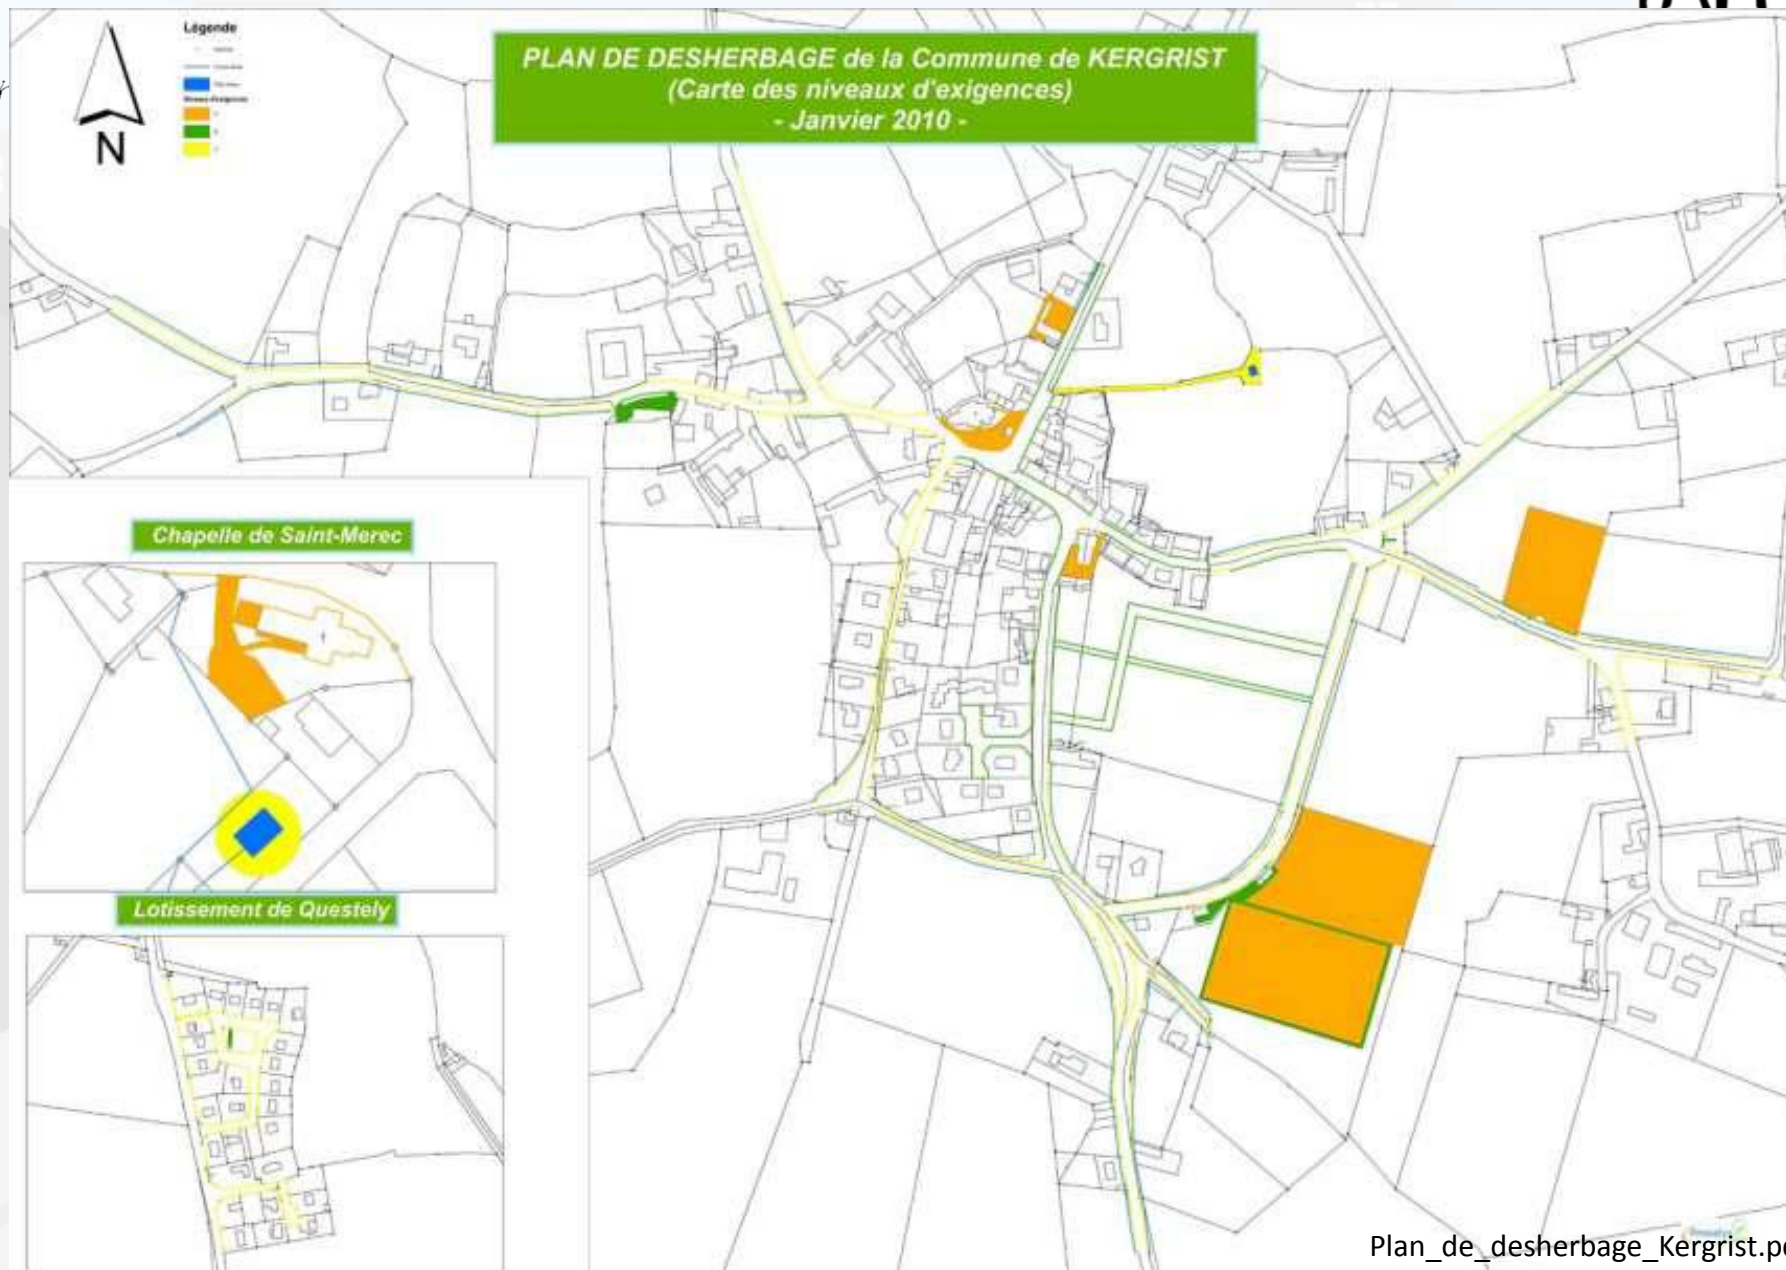 Légende
PLAN DE DESHERBAGE de la Commune de KERGRIST
(Carte des niveaux d'exigences)
- Janvier 2010 -
N
Chapelle de Saint-Merec
Lotissement de Questely
Plan_de_desherbage_Kergrist.pd